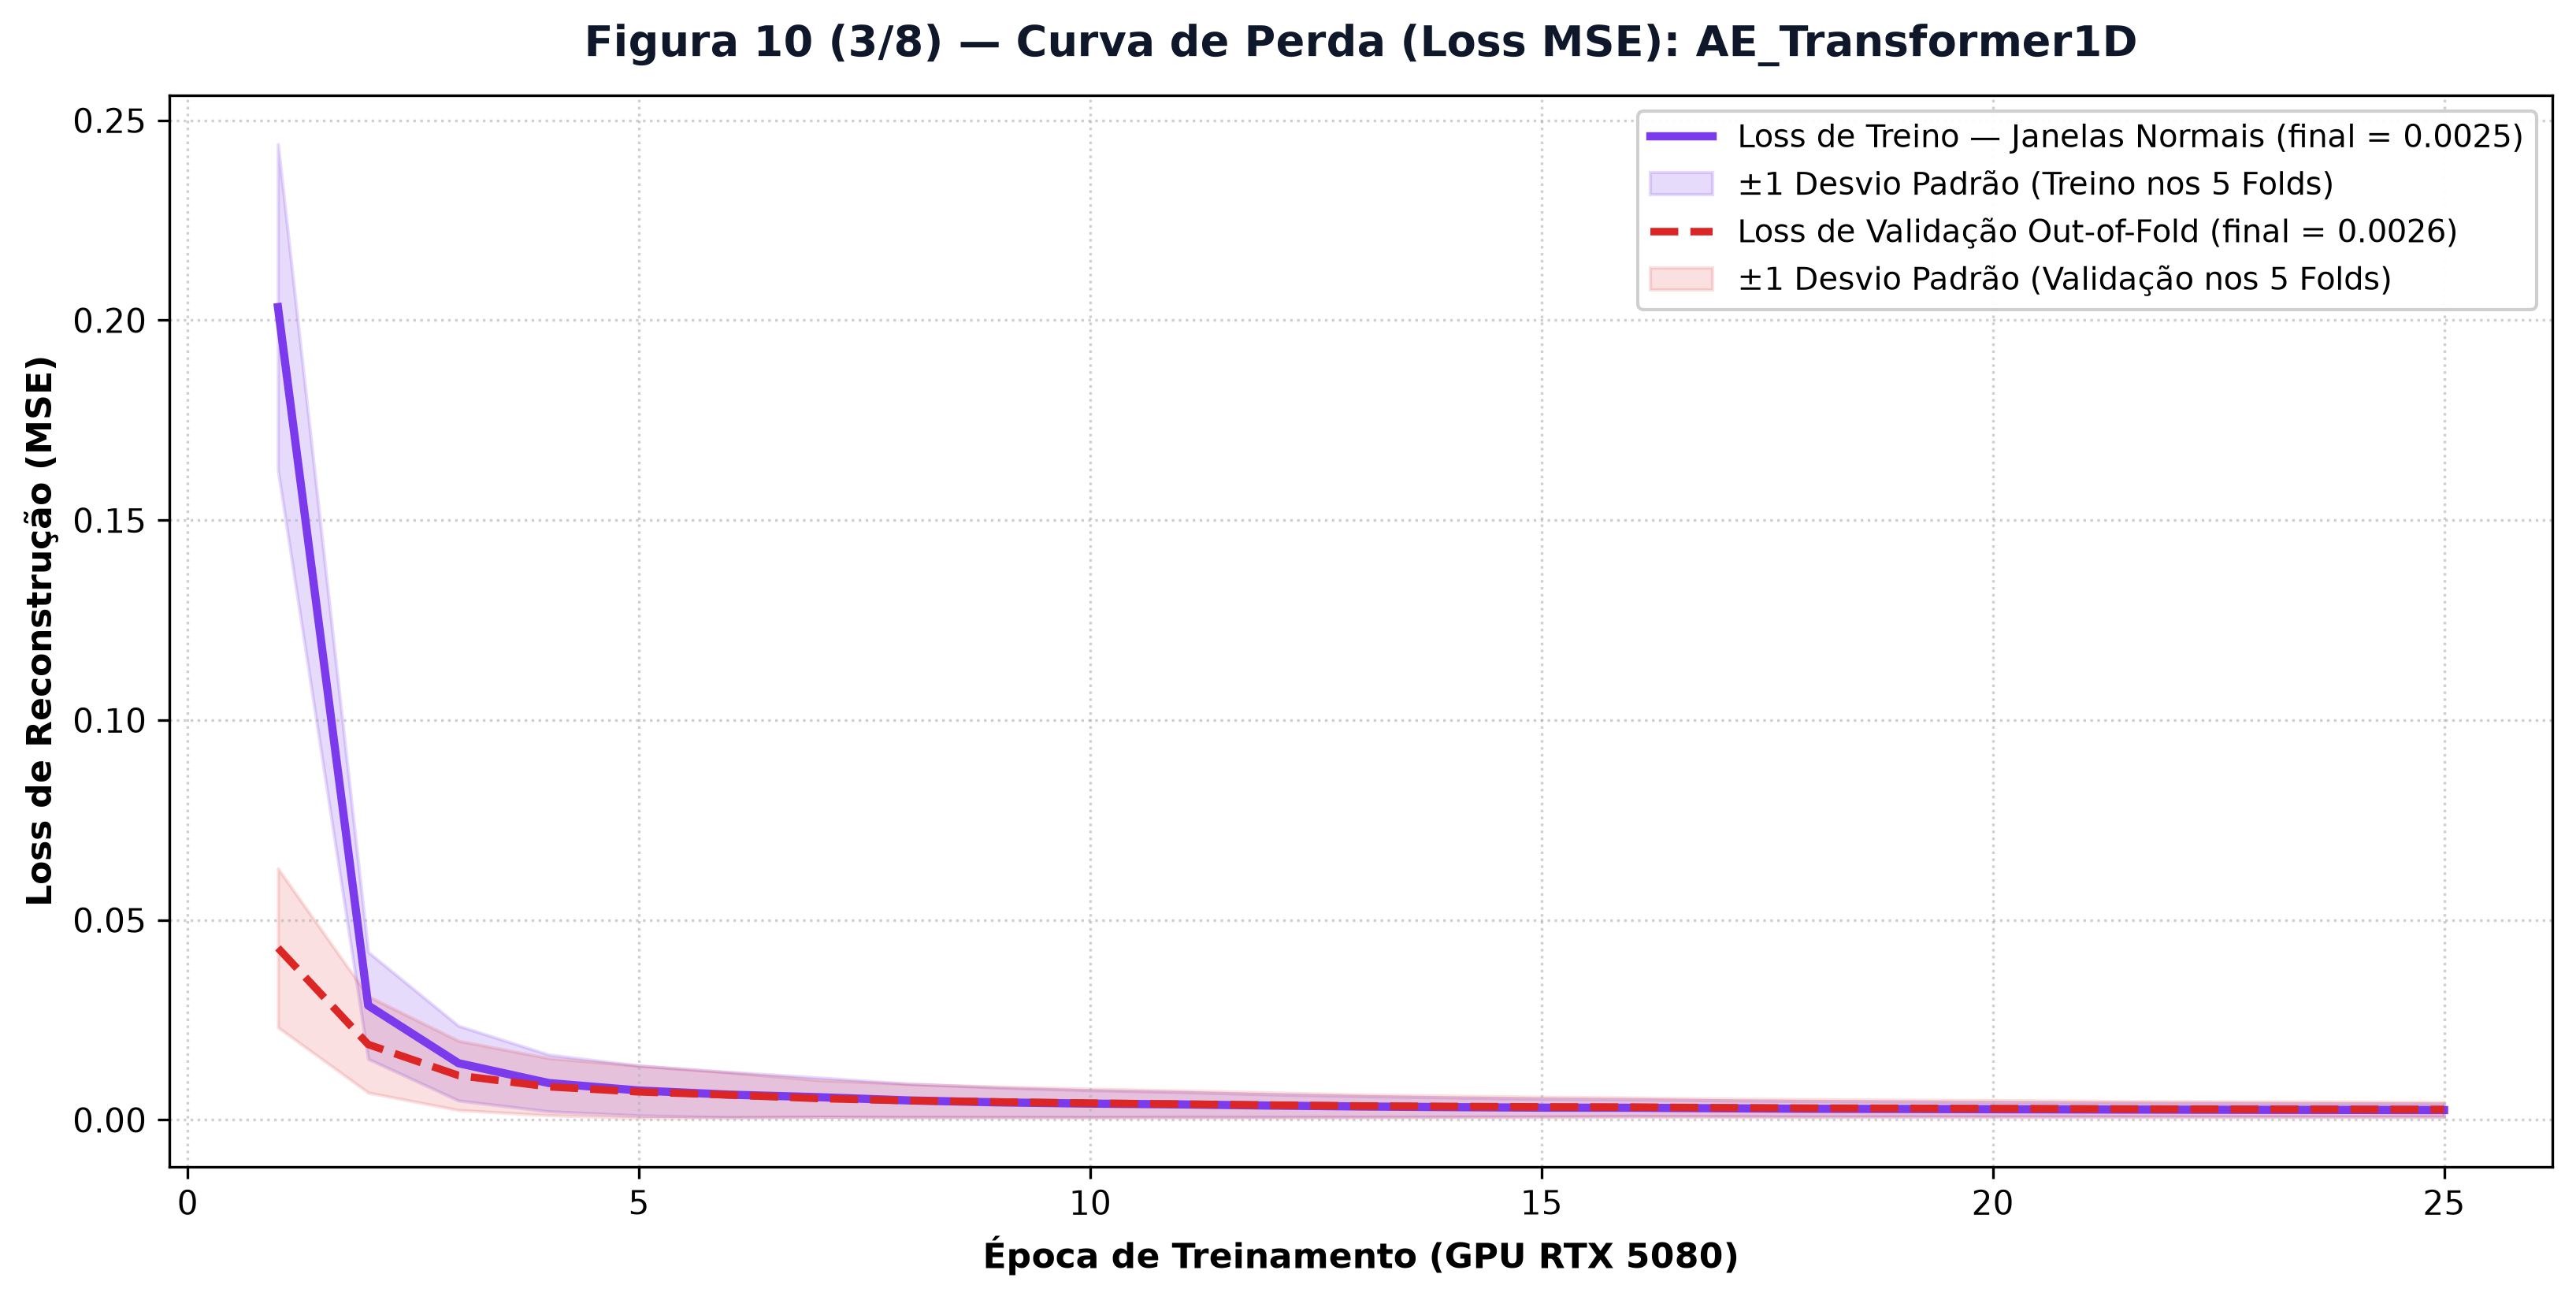 Figura 10 (3/8) — Curva de Perda (Loss MSE): AE_Transformer1D
Loss de Treino — Janelas Normais (final = 0.0025)
±1 Desvio Padrão (Treino nos 5 Folds)
Loss de Validação Out-of-Fold (final = 0.0026)
±1 Desvio Padrão (Validação nos 5 Folds)
Loss de Reconstrução (MSE)
0.25
0.20
0.15
0.10
0.05
0.00
0 5 10 15 20 25
Época de Treinamento (GPU RTX 5080)